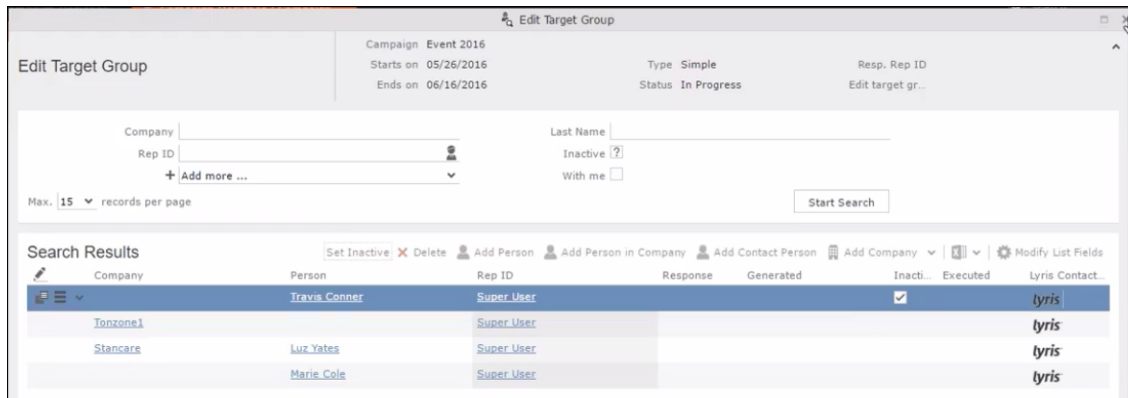 Edit Target Group
Edit Target Group
Campaign Event 2016
Starts on 05/26/2016 Type Simple Resp. Rep ID
Ends on 06/16/2016 Status In Progress Edit target gr...
Company Last Name
Rep ID Inactive ?
+ Add more ... With me
Max. 15 records per page Start Search
Search Results Set Inactive Delete Add Person Add Person in Company Add Contact Person Add Company Modify List Fields
Company Person Rep ID Response Generated Inacti... Executed Lyris Contact...
Travis Conner Super User lyris
Tonzone1 Super User lyris
Stancare Luz Yates Super User lyris
Marie Cole Super User lyris